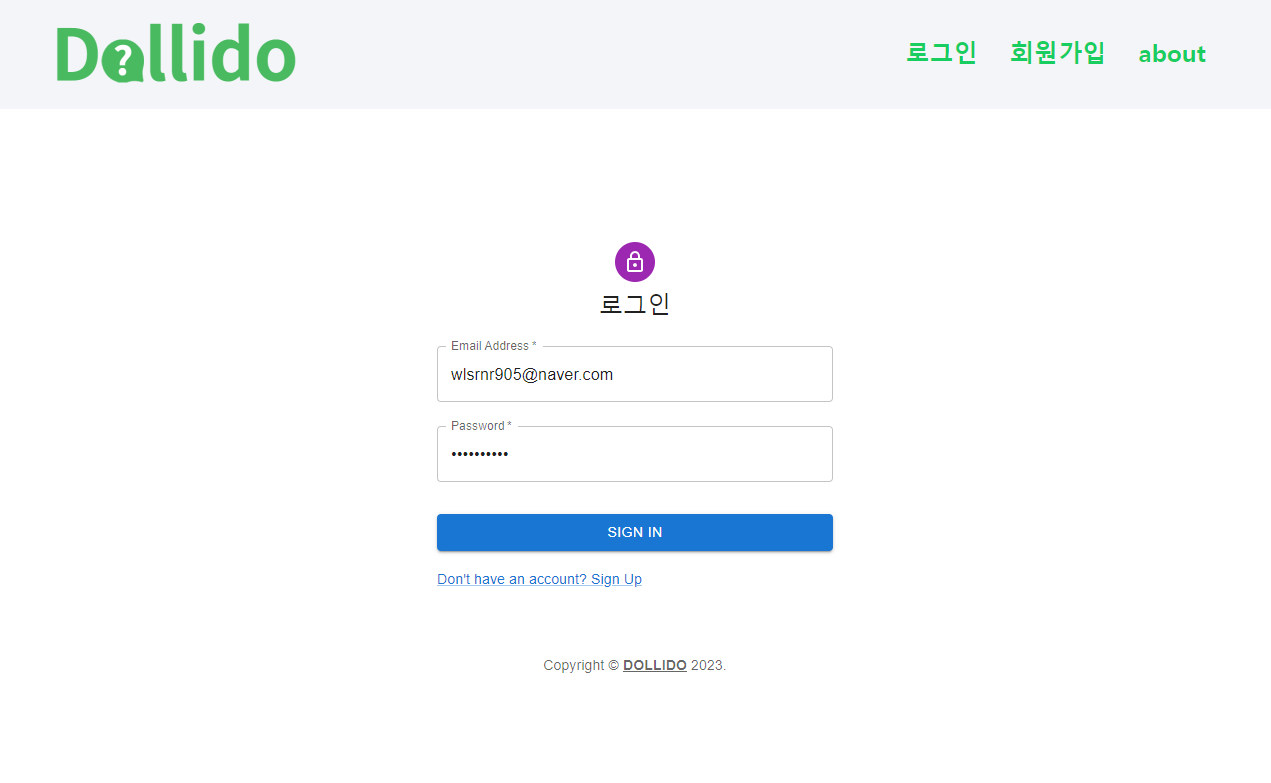 Dollido
로그인 회원가입 about
로그인
Email Address *
wlsrnr905@naver.com
Password *
••••••••••
SIGN IN
Don't have an account? Sign Up
Copyright © DOLLIDO 2023.